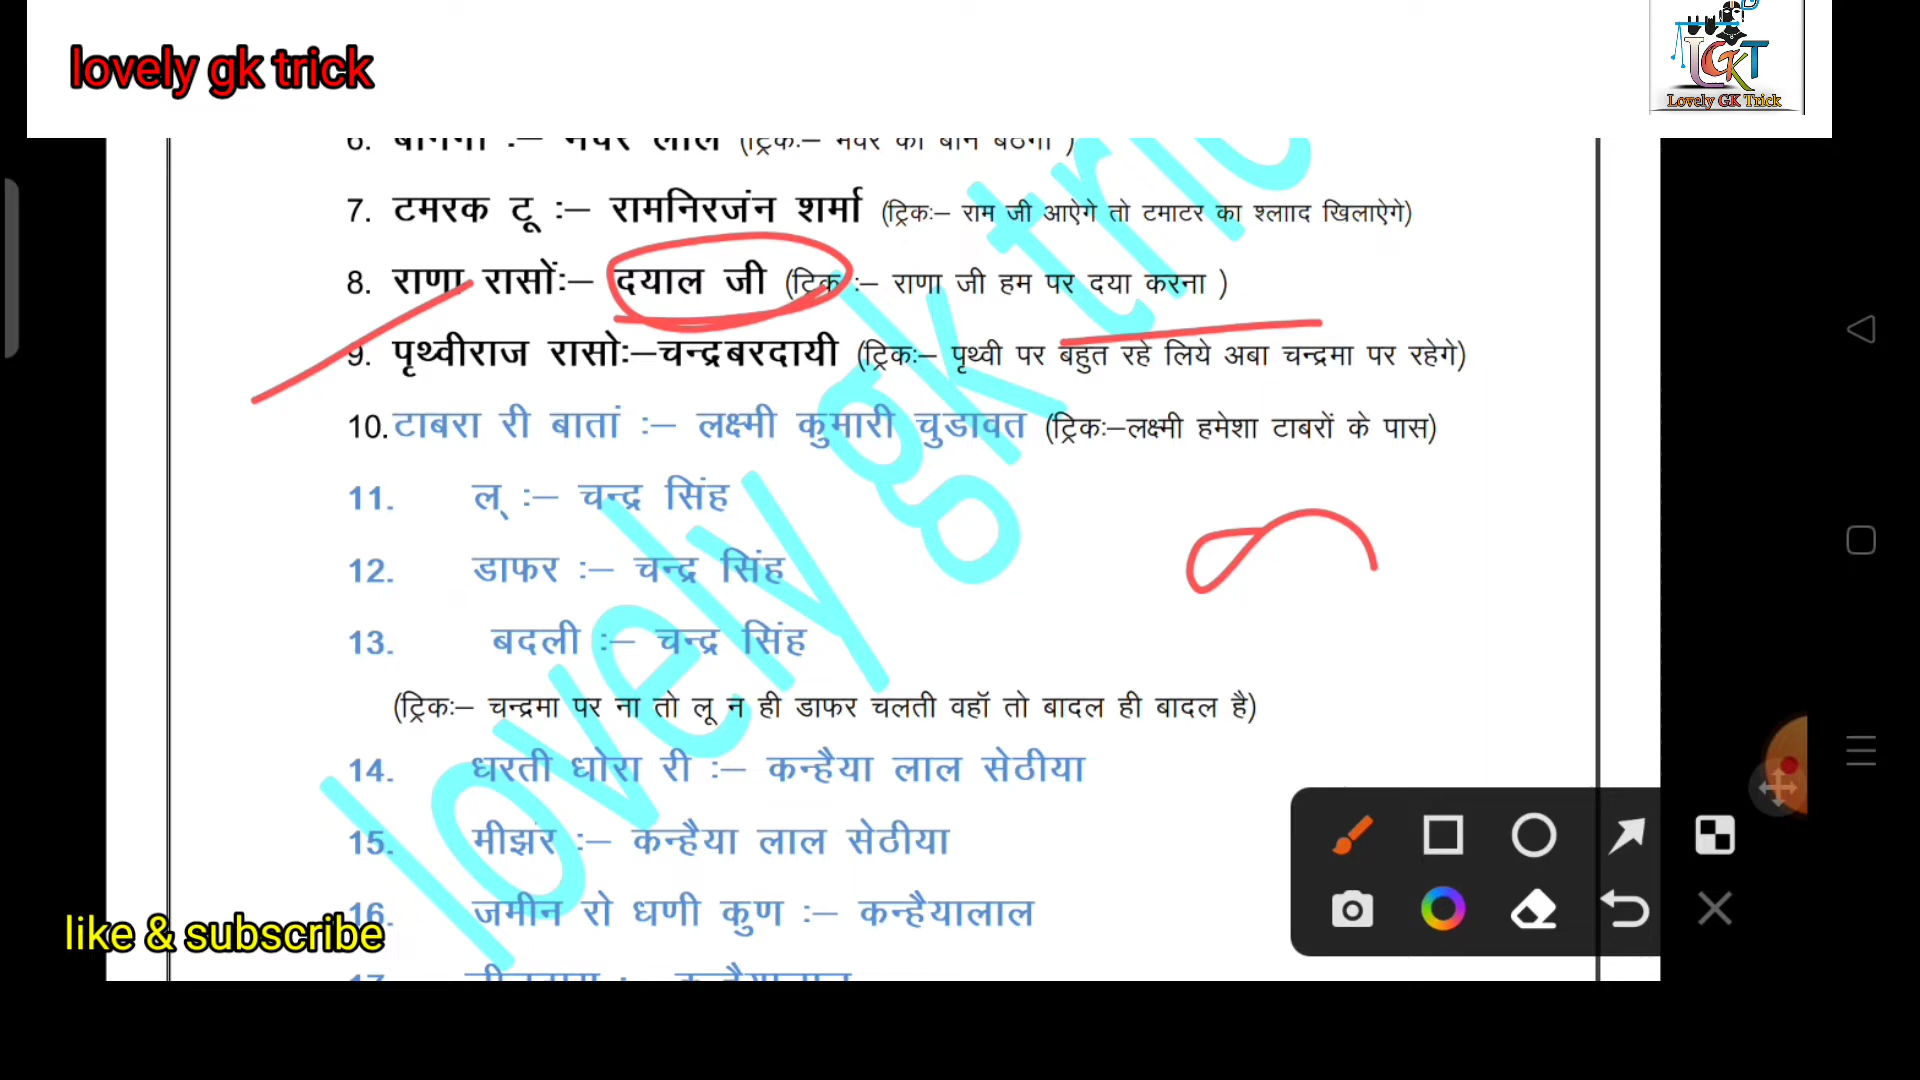 lovely gk trick
Lovely GK Trick
7. टमरक टू :– रामनिरजंन शर्मा (ट्रिकः– राम जी आऐगे तो टमाटर का श्लााद खिलाऐगे)
8. राणा रासोंः– दयाल जी (टिक :– राणा जी हम पर दया करना )
9. पृथ्वीराज रासोः–चन्द्रबरदायी (ट्रिकः– पृथ्वी पर बहुत रहे लिये अबा चन्द्रमा पर रहेगे)
10. टाबरा री बातां :– लक्ष्मी कुमारी चुडावत (ट्रिकः–लक्ष्मी हमेशा टाबरों के पास)
11. ल् :– चन्द्र सिंह
12. डाफर :– चन्द्र सिंह
13. बदली :– चन्द्र सिंह
(ट्रिकः– चन्द्रमा पर ना तो लू न ही डाफर चलती वहॉ तो बादल ही बादल है)
14. धरती धोरा री :– कन्हैया लाल सेठीया
15. मीझर :– कन्हैया लाल सेठीया
16. जमीन रो धणी कुण :– कन्हैयालाल
like & subscribe
lovely gk tric